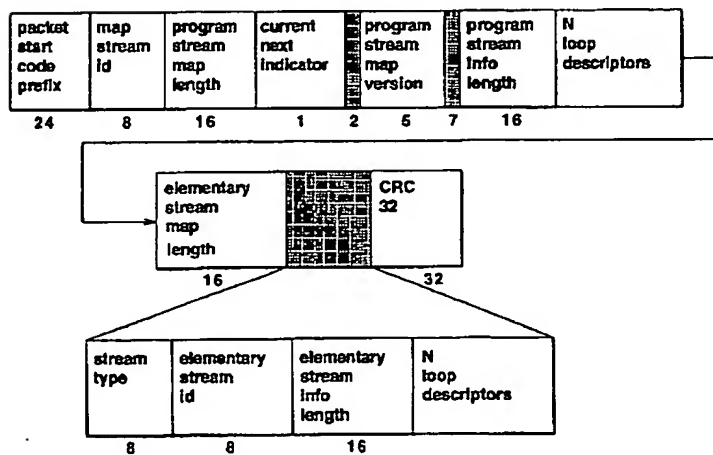 packet start code prefix
map stream id
program stream map length
current next indicator
program stream map version
program stream info length
N loop descriptors
24 8 16 1 2 5 7 16
elementary stream map length
CRC 32
16 32
stream type
elementary stream id
elementary stream info length
N loop descriptors
8 8 16